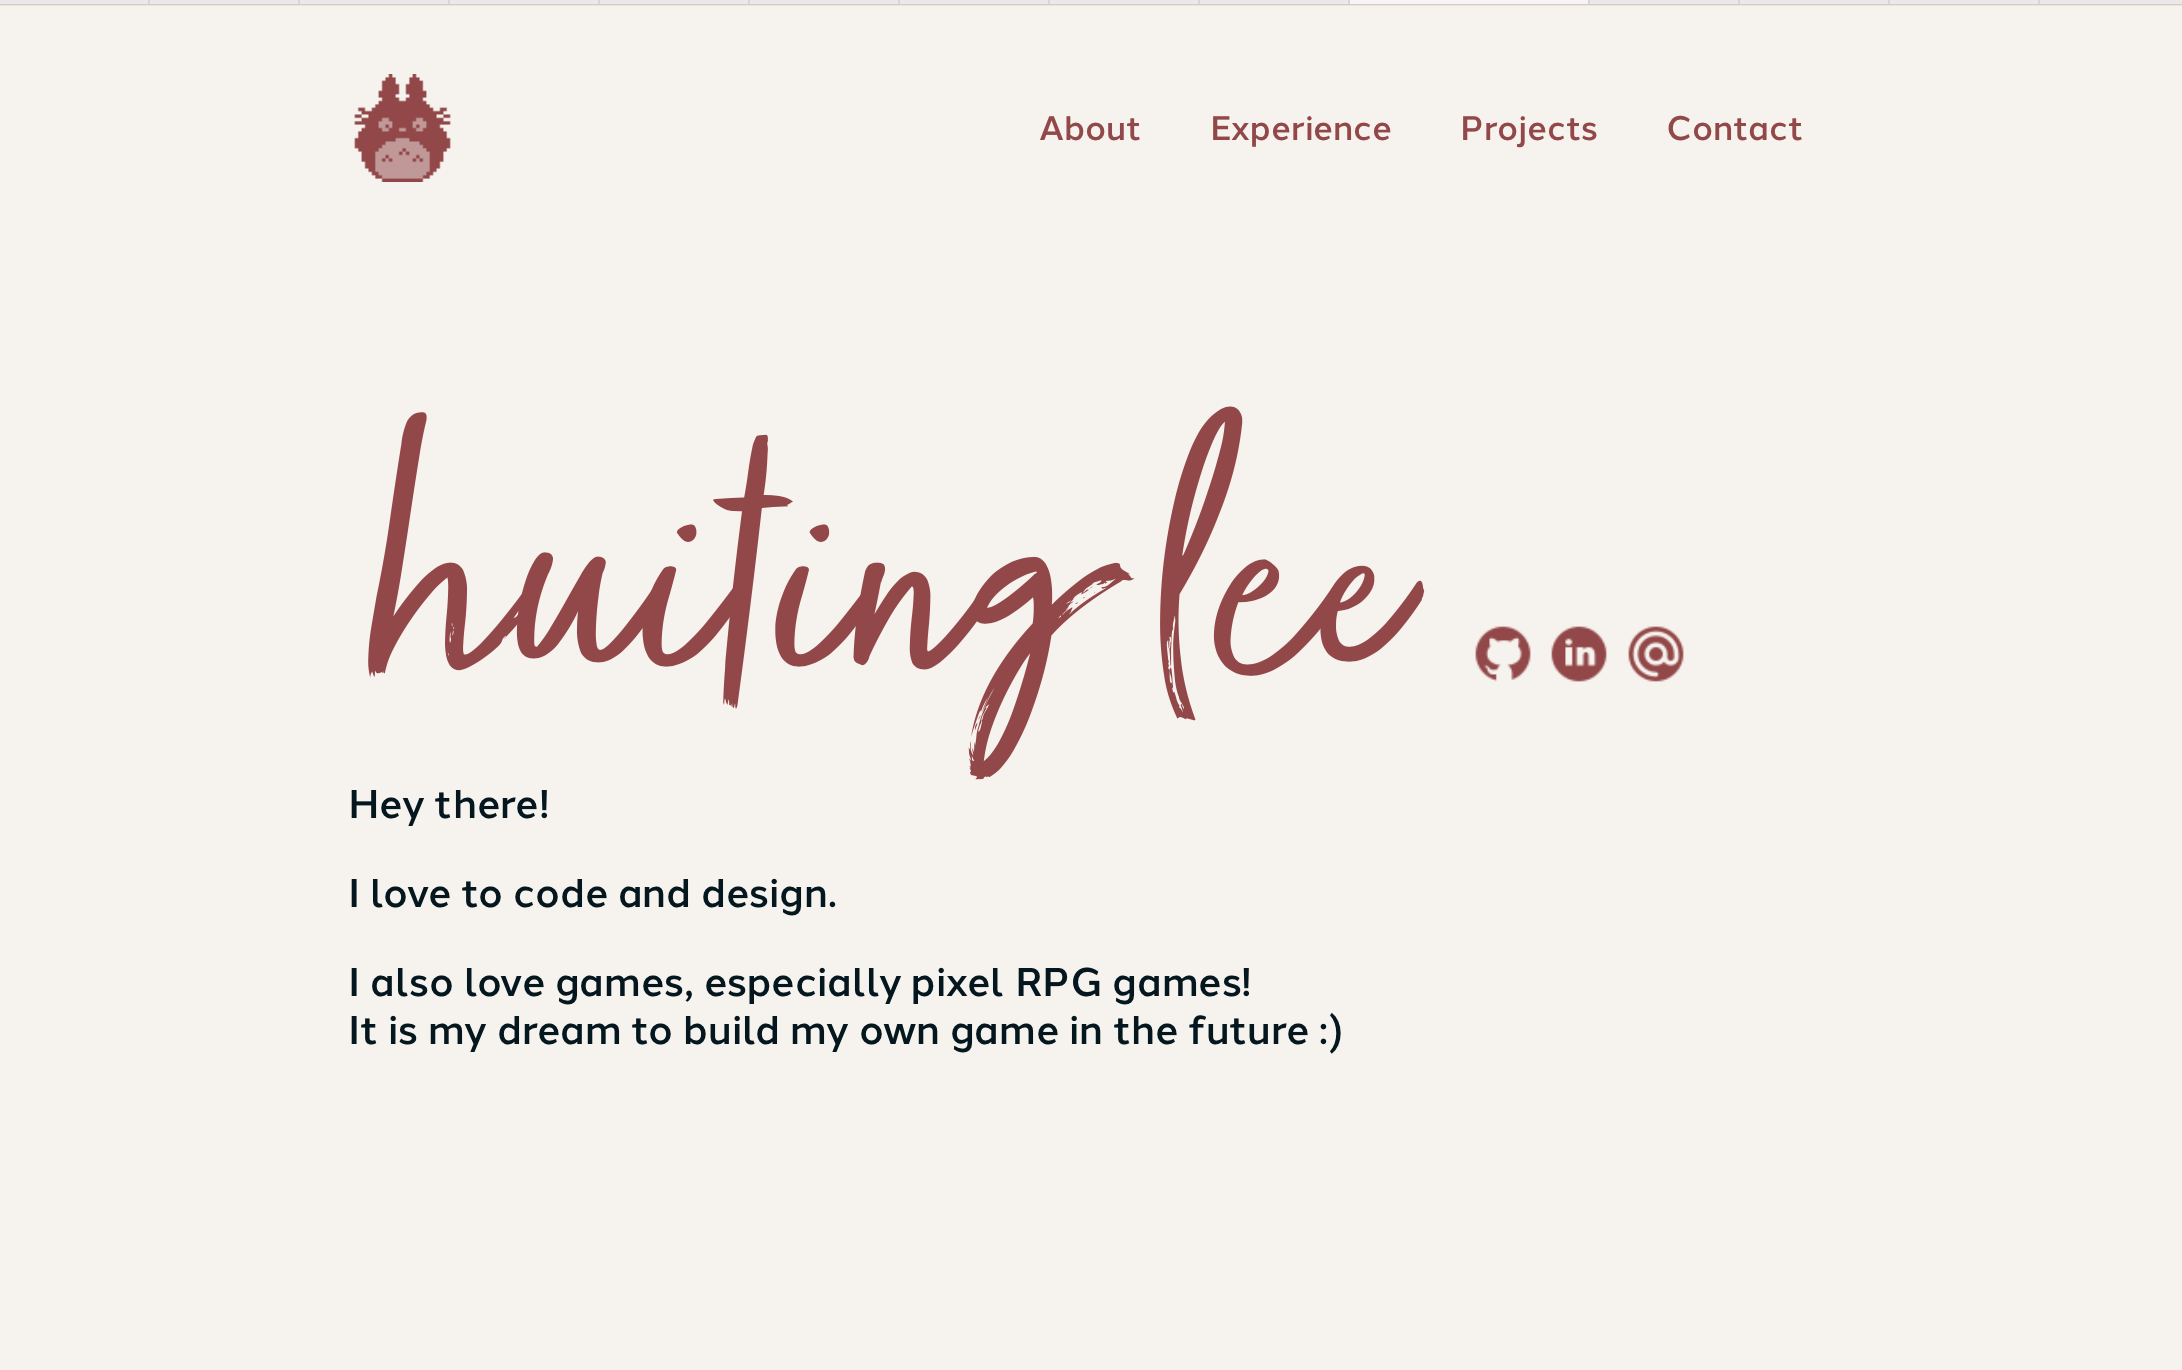 About Experience Projects Contact
huiting lee
in @
Hey there!
I love to code and design.
I also love games, especially pixel RPG games!
It is my dream to build my own game in the future :)